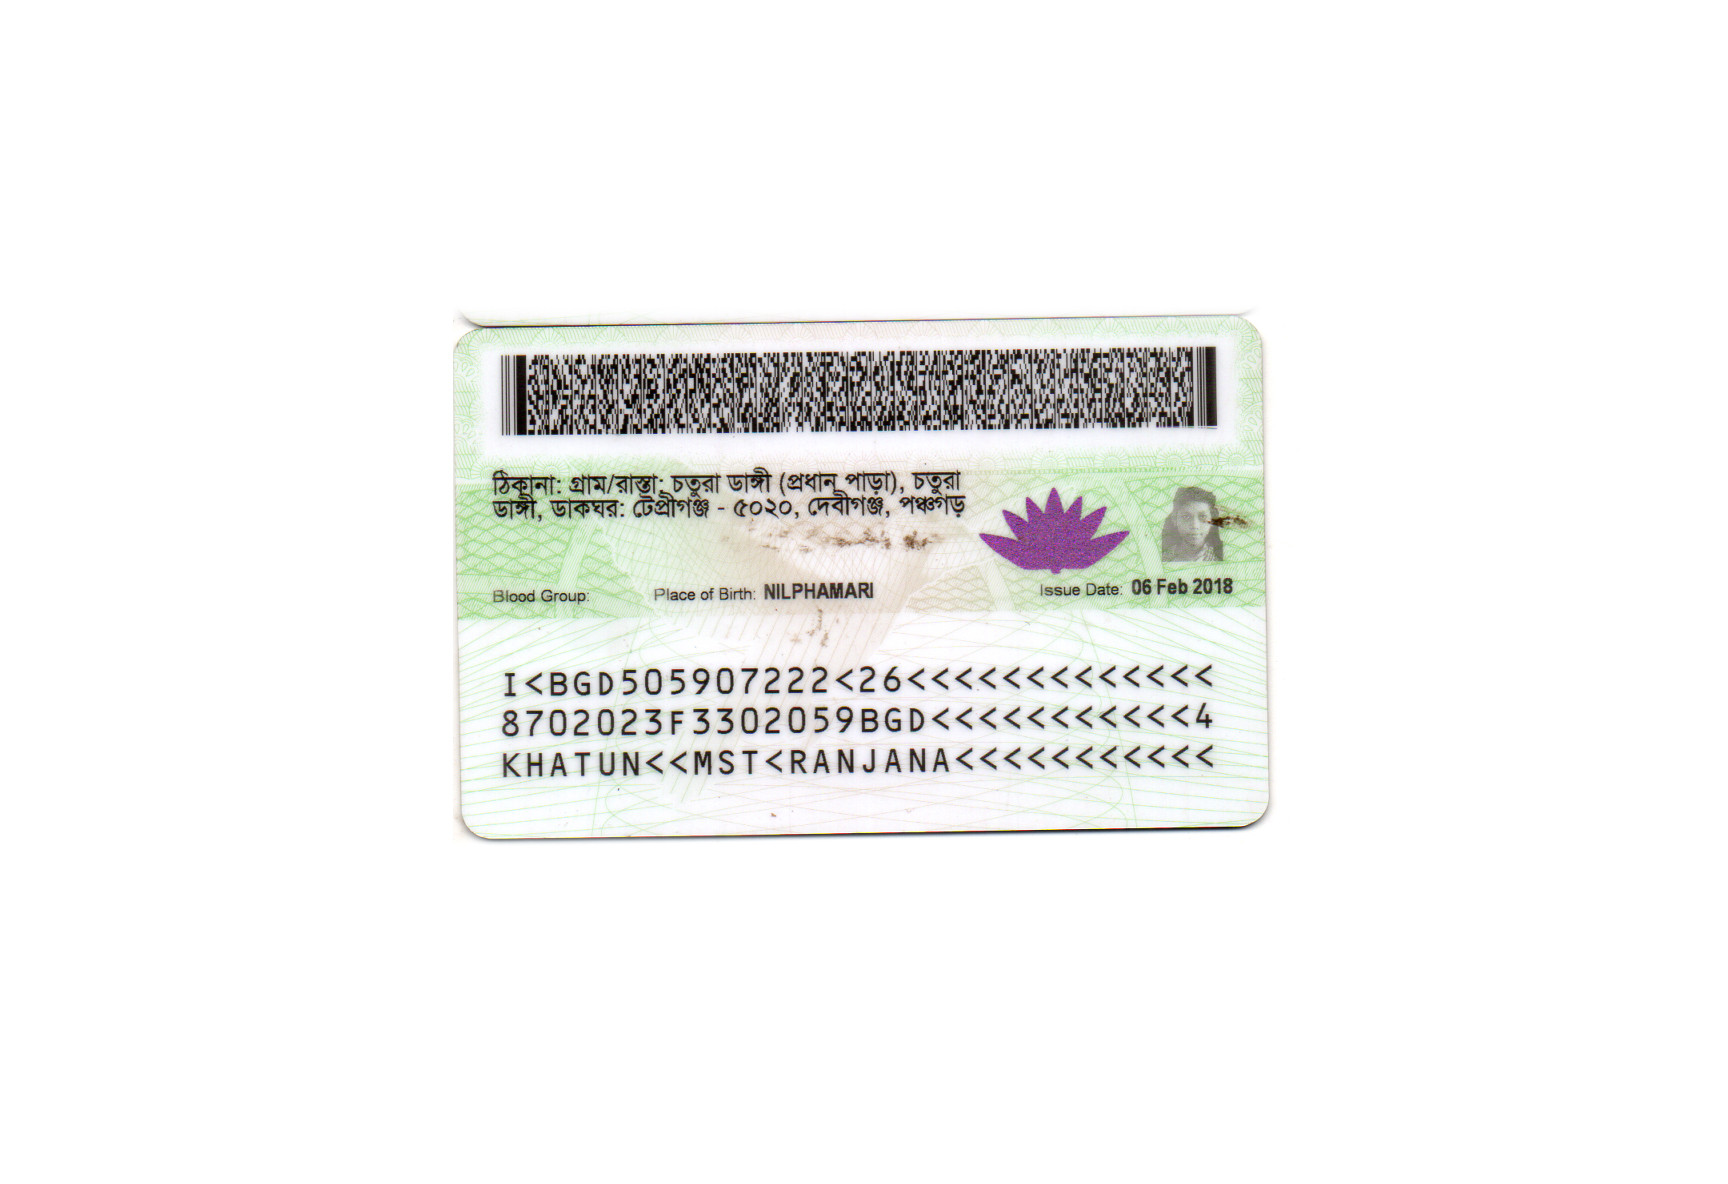 ঠিকানা: গ্রাম/রাস্তা: চতুরা ডাঙ্গী (প্রধান পাড়া), চতুরা
ডাঙ্গী, ডাকঘর: টেপ্রীগঞ্জ - ৫০২০, দেবীগঞ্জ, পঞ্চগড়
Blood Group: Place of Birth: NILPHAMARI Issue Date: 06 Feb 2018
I<BGD505907222<26<<<<<<<<<<<<<
8702023F3302059BGD<<<<<<<<<<<4
KHATUN<<MST<RANJANA<<<<<<<<<<<